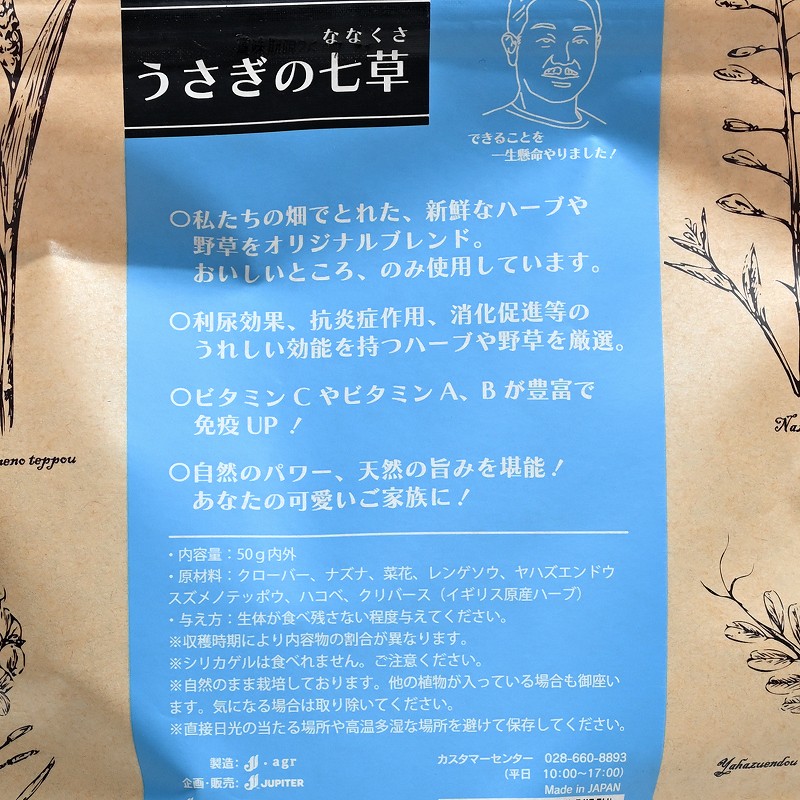 ななくさ
うさぎの七草
できることを
一生懸命やりました!
○私たちの畑でとれた、新鮮なハーブや
野草をオリジナルブレンド。
おいしいところ、のみ使用しています。
○利尿効果、抗炎症作用、消化促進等の
うれしい効能を持つハーブや野草を厳選。
○ビタミンCやビタミンA、Bが豊富で
免疫UP!
○自然のパワー、天然の旨みを堪能!
あなたの可愛いご家族に!
・内容量:50g内外
・原材料:クローバー、ナズナ、菜花、レンゲソウ、ヤハズエンドウ
スズメノテッポウ、ハコベ、クリバース(イギリス原産ハーブ)
・与え方:生体が食べ残さない程度与えてください。
※収穫時期により内容物の割合が異なります。
※シリカゲルは食べれません。ご注意ください。
※自然のまま栽培しております。他の植物が入っている場合も御座い
ます。気になる場合は取り除いてください。
※直接日光の当たる場所や高温多湿な場所を避けて保存してください。
製造:・agr
企画・販売:JUPITER
カスタマーセンター 028-660-8893
(平日 10:00~17:00)
Made in JAPAN
teppou
Yahazuendou